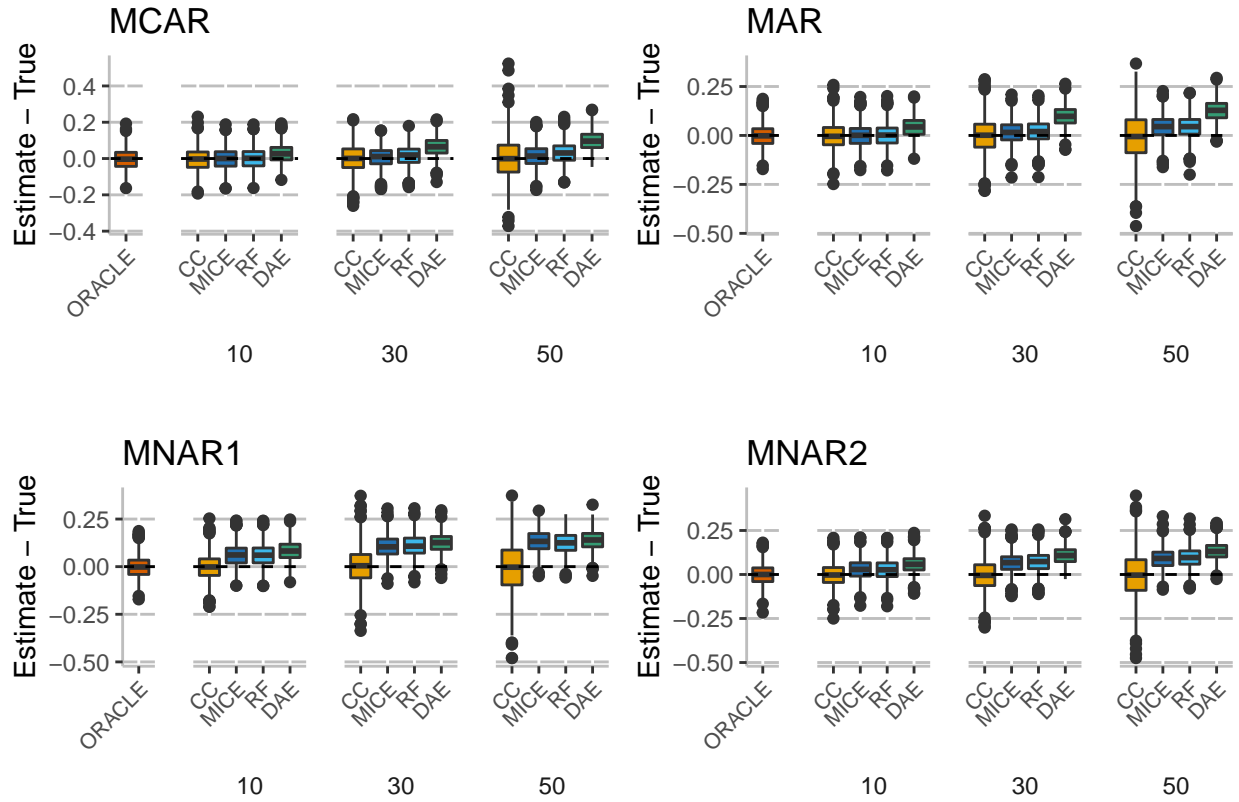 MCAR
Estimate − True
0.4
0.2
0.0
−0.2
−0.4
ORACLE
CC
MICE
RF
DAE
CC
MICE
RF
DAE
CC
MICE
RF
DAE
10
30
50
MAR
Estimate − True
0.25
0.00
−0.25
−0.50
ORACLE
CC
MICE
RF
DAE
CC
MICE
RF
DAE
CC
MICE
RF
DAE
10
30
50
MNAR1
Estimate − True
0.25
0.00
−0.25
−0.50
ORACLE
CC
MICE
RF
DAE
CC
MICE
RF
DAE
CC
MICE
RF
DAE
10
30
50
MNAR2
Estimate − True
0.25
0.00
−0.25
−0.50
ORACLE
CC
MICE
RF
DAE
CC
MICE
RF
DAE
CC
MICE
RF
DAE
10
30
50